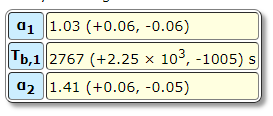 α1 1.03 (+0.06, -0.06)
Tb,1 2767 (+2.25 × 10³, -1005) s
α2 1.41 (+0.06, -0.05)